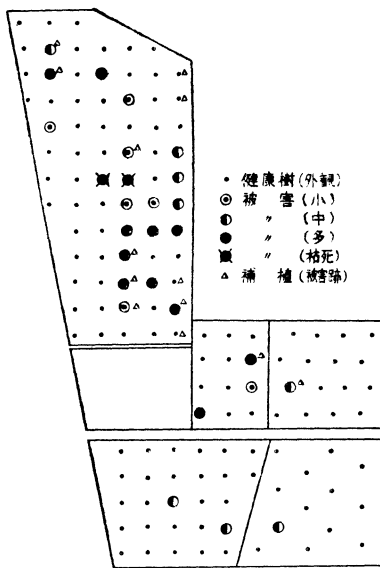 • 健康樹(外観)
◉ 被害(小)
◐ 〃 (中)
● 〃 (多)
✖ 〃 (枯死)
△ 補植(被害跡)